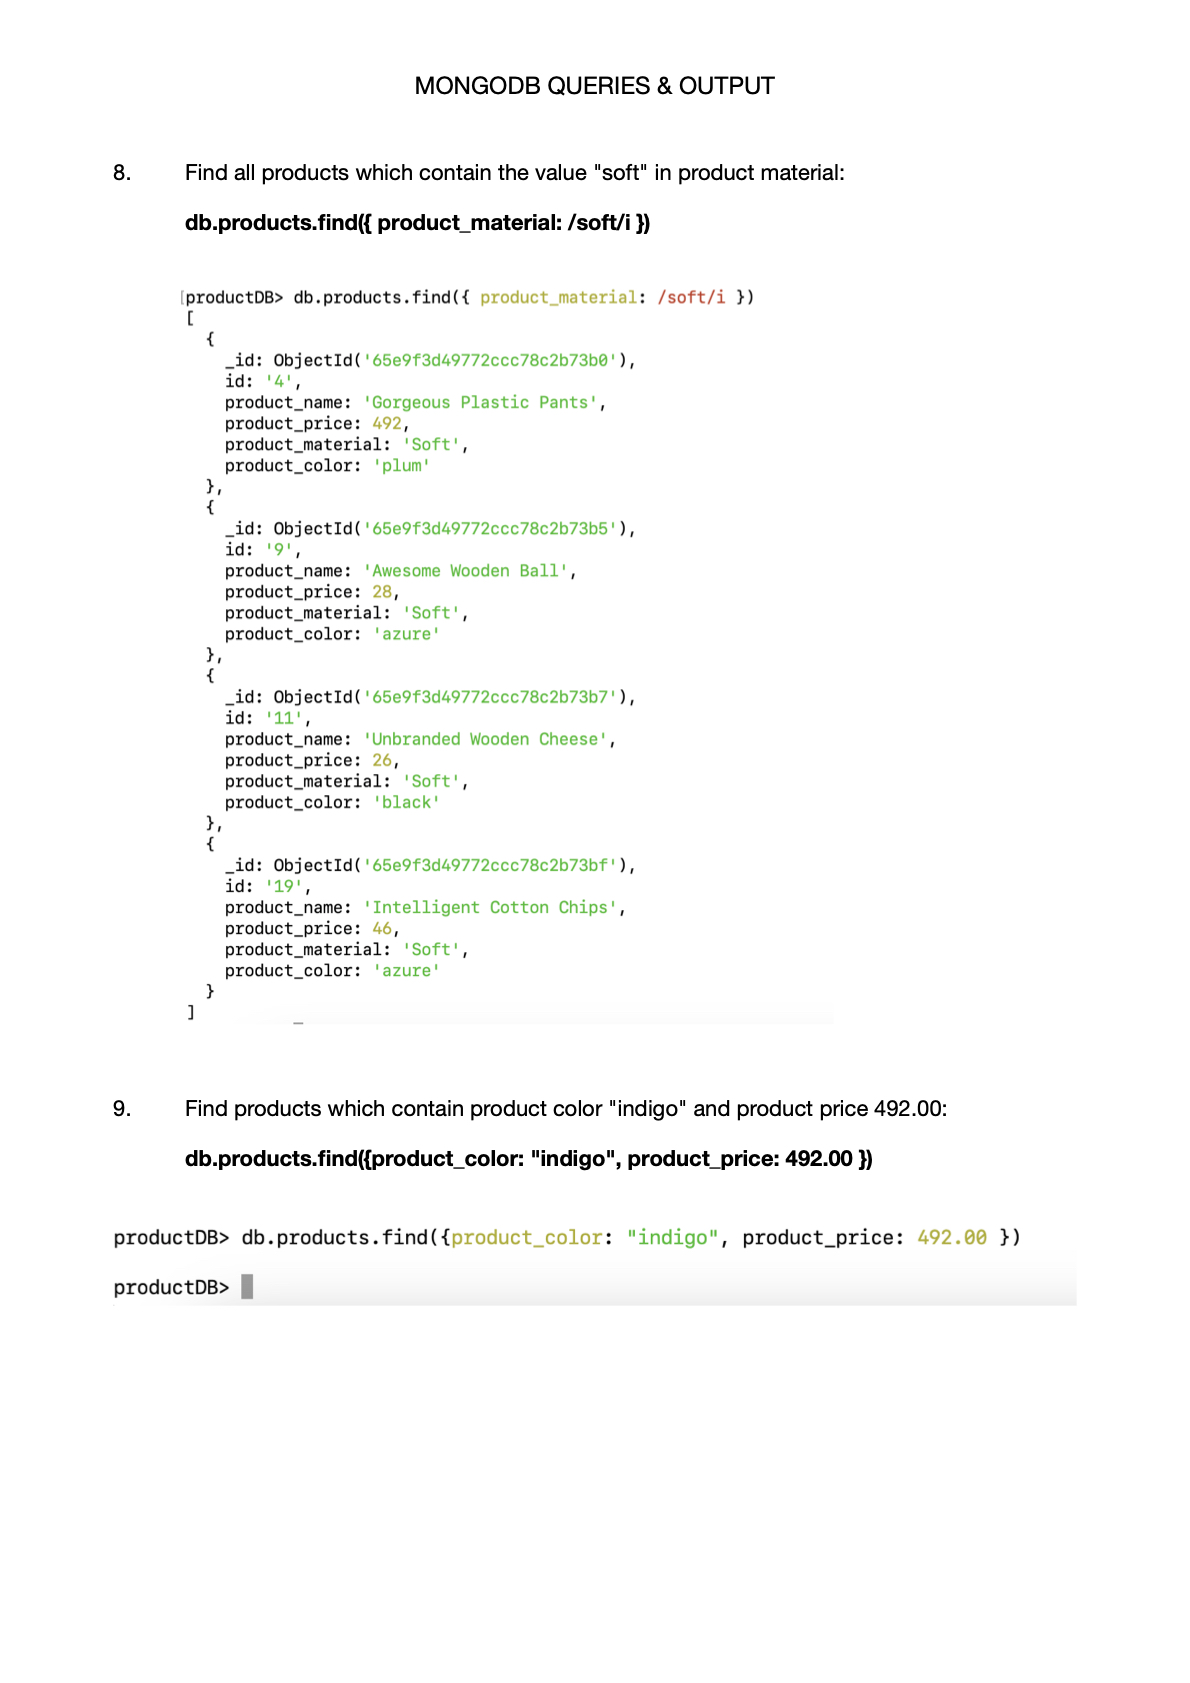 MONGODB QUERIES & OUTPUT
8. Find all products which contain the value "soft" in product material:
db.products.find({ product_material: /soft/i })
[productDB> db.products.find({ product_material: /soft/i })
[
{
_id: ObjectId('65e9f3d49772ccc78c2b73b0'),
id: '4',
product_name: 'Gorgeous Plastic Pants',
product_price: 492,
product_material: 'Soft',
product_color: 'plum'
},
{
_id: ObjectId('65e9f3d49772ccc78c2b73b5'),
id: '9',
product_name: 'Awesome Wooden Ball',
product_price: 28,
product_material: 'Soft',
product_color: 'azure'
},
{
_id: ObjectId('65e9f3d49772ccc78c2b73b7'),
id: '11',
product_name: 'Unbranded Wooden Cheese',
product_price: 26,
product_material: 'Soft',
product_color: 'black'
},
{
_id: ObjectId('65e9f3d49772ccc78c2b73bf'),
id: '19',
product_name: 'Intelligent Cotton Chips',
product_price: 46,
product_material: 'Soft',
product_color: 'azure'
}
]
9. Find products which contain product color "indigo" and product price 492.00:
db.products.find({product_color: "indigo", product_price: 492.00 })
productDB> db.products.find({product_color: "indigo", product_price: 492.00 })
productDB>